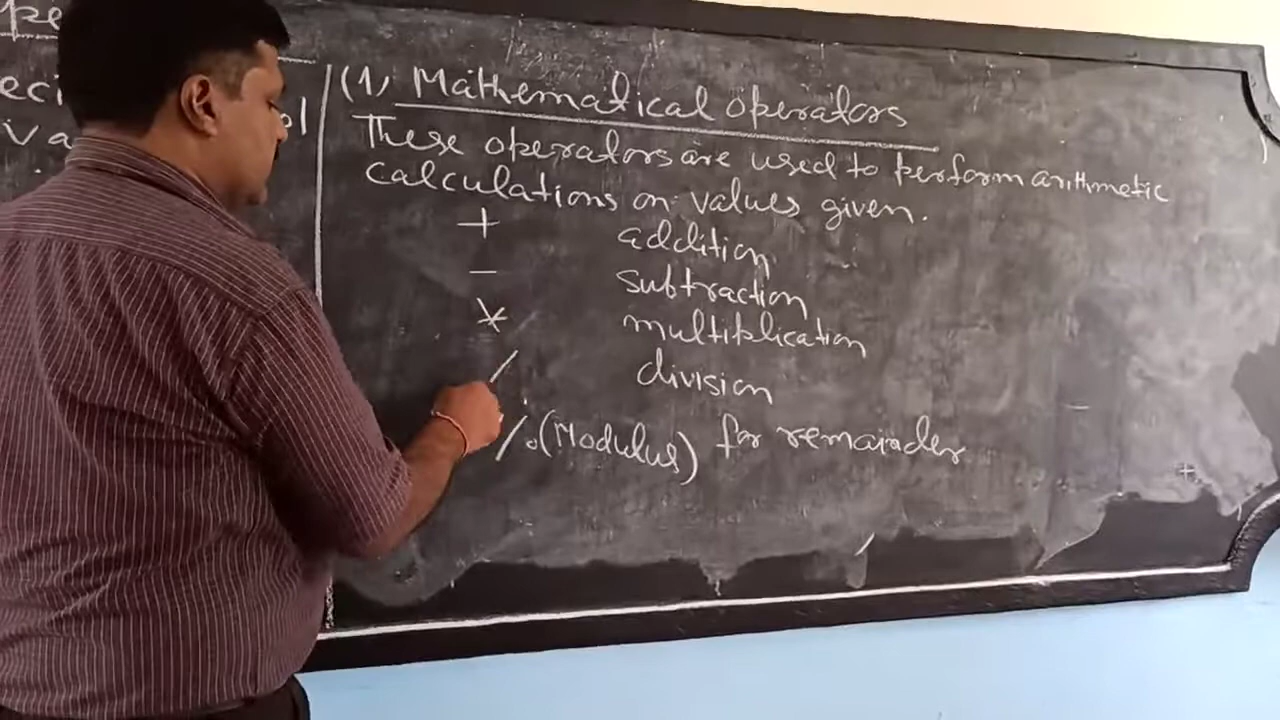 (1) Mathematical operators
These operators are used to perform arithmetic
calculations on values given.
+ addition
- subtraction
* multiplication
/ division
% (Modulus) for remainder